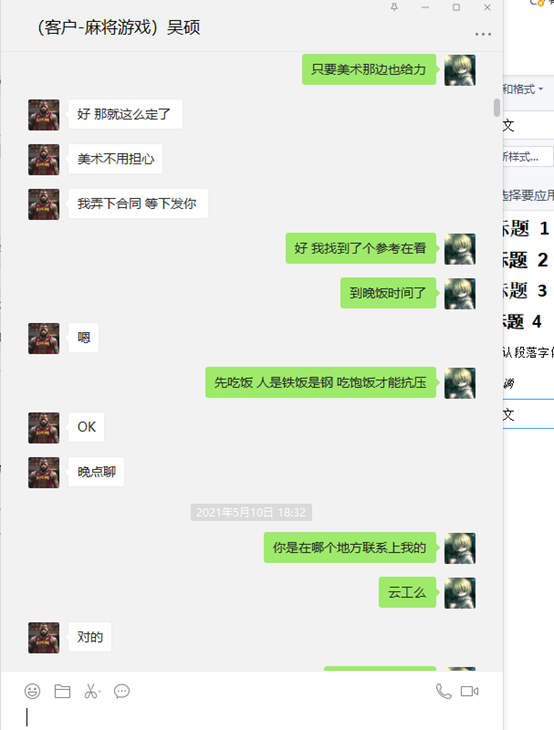 （客户-麻将游戏）吴硕
只要美术那边也给力
好 那就这么定了
美术不用担心
我弄下合同 等下发你
好 我找到了个参考在看
到晚饭时间了
嗯
先吃饭 人是铁饭是钢 吃饱饭才能抗压
OK
晚点聊
2021年5月10日 18:32
你是在哪个地方联系上我的
云工么
对的
和格式
文
新样式...
选择要应用
标题 1
标题 2
标题 3
标题 4
认段落字体
文